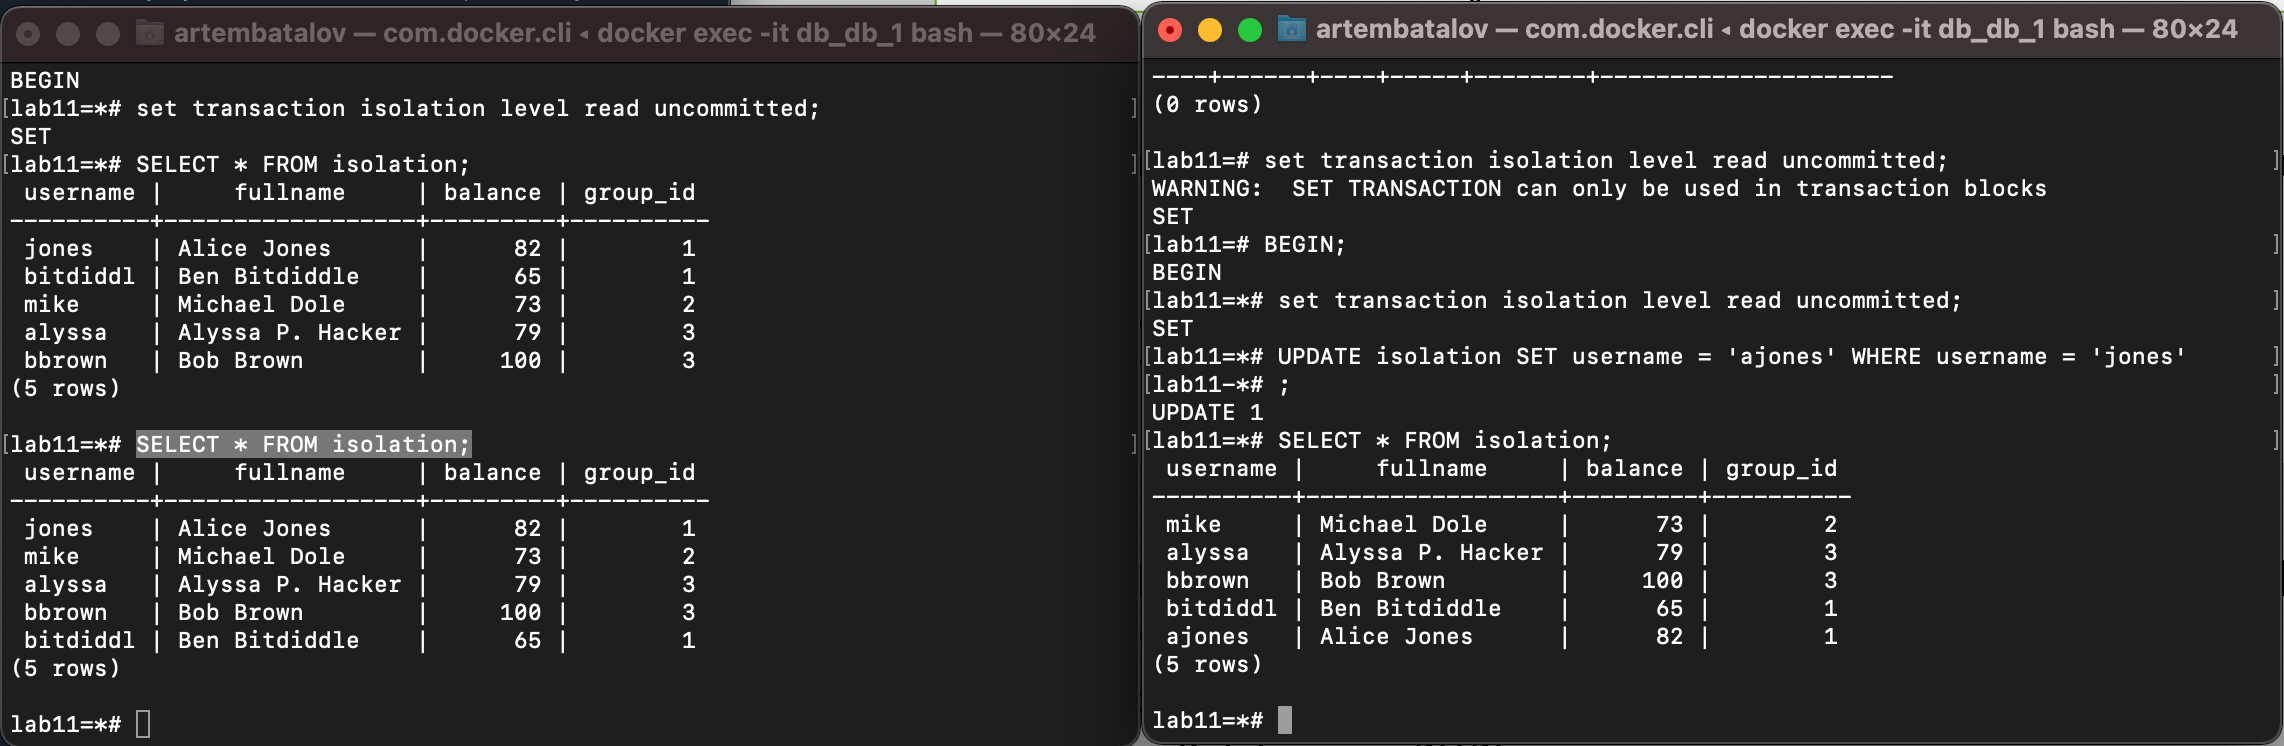 artembatalov — com.docker.cli ◂ docker exec -it db_db_1 bash — 80×24
BEGIN
[lab11=*# set transaction isolation level read uncommitted; ]
SET
[lab11=*# SELECT * FROM isolation; ]
 username |     fullname     | balance | group_id
----------+------------------+---------+----------
 jones    | Alice Jones      |      82 |        1
 bitdiddl | Ben Bitdiddle    |      65 |        1
 mike     | Michael Dole     |      73 |        2
 alyssa   | Alyssa P. Hacker |      79 |        3
 bbrown   | Bob Brown        |     100 |        3
(5 rows)
[lab11=*# SELECT * FROM isolation; ]
 username |     fullname     | balance | group_id
----------+------------------+---------+----------
 jones    | Alice Jones      |      82 |        1
 mike     | Michael Dole     |      73 |        2
 alyssa   | Alyssa P. Hacker |      79 |        3
 bbrown   | Bob Brown        |     100 |        3
 bitdiddl | Ben Bitdiddle    |      65 |        1
(5 rows)
lab11=*#
artembatalov — com.docker.cli ◂ docker exec -it db_db_1 bash — 80×24
----+------+----+-----+--------+---------------------
(0 rows)
[lab11=# set transaction isolation level read uncommitted; ]
WARNING:  SET TRANSACTION can only be used in transaction blocks
SET
[lab11=# BEGIN; ]
BEGIN
[lab11=*# set transaction isolation level read uncommitted; ]
SET
[lab11=*# UPDATE isolation SET username = 'ajones' WHERE username = 'jones' ]
[lab11-*# ; ]
UPDATE 1
[lab11=*# SELECT * FROM isolation; ]
 username |     fullname     | balance | group_id
----------+------------------+---------+----------
 mike     | Michael Dole     |      73 |        2
 alyssa   | Alyssa P. Hacker |      79 |        3
 bbrown   | Bob Brown        |     100 |        3
 bitdiddl | Ben Bitdiddle    |      65 |        1
 ajones   | Alice Jones      |      82 |        1
(5 rows)
lab11=*#